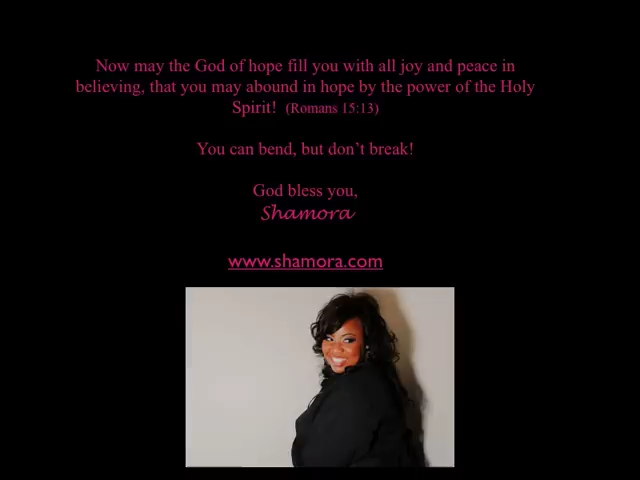 Now may the God of hope fill you with all joy and peace in
believing, that you may abound in hope by the power of the Holy
Spirit! (Romans 15:13)
You can bend, but don't break!
God bless you,
Shamora
www.shamora.com